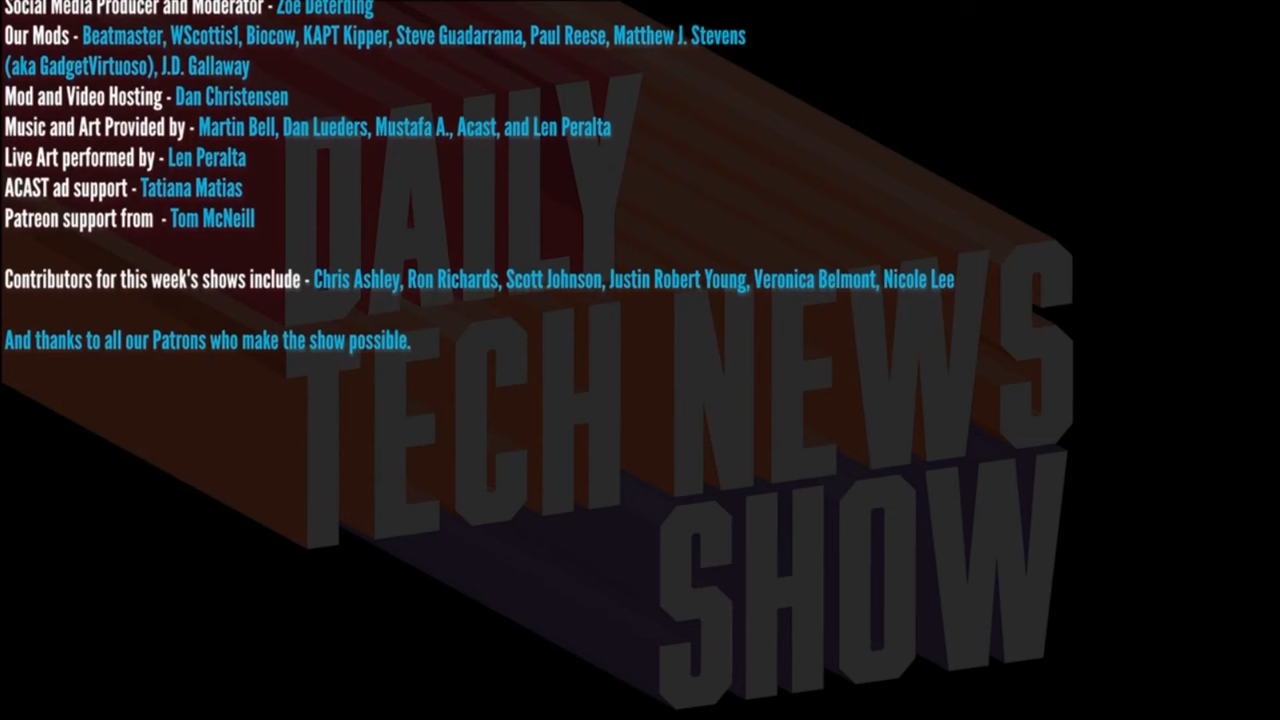 Social Media Producer and Moderator - Zoe Deterding
Our Mods - Beatmaster, WScottis1, Biocow, KAPT Kipper, Steve Guadarrama, Paul Reese, Matthew J. Stevens
(aka GadgetVirtuoso), J.D. Gallaway
Mod and Video Hosting - Dan Christensen
Music and Art Provided by - Martin Bell, Dan Lueders, Mustafa A., Acast, and Len Peralta
Live Art performed by - Len Peralta
ACAST ad support - Tatiana Matias
Patreon support from - Tom McNeill
Contributors for this week's shows include - Chris Ashley, Ron Richards, Scott Johnson, Justin Robert Young, Veronica Belmont, Nicole Lee
And thanks to all our Patrons who make the show possible.
DAILY
TECH NEWS
SHOW